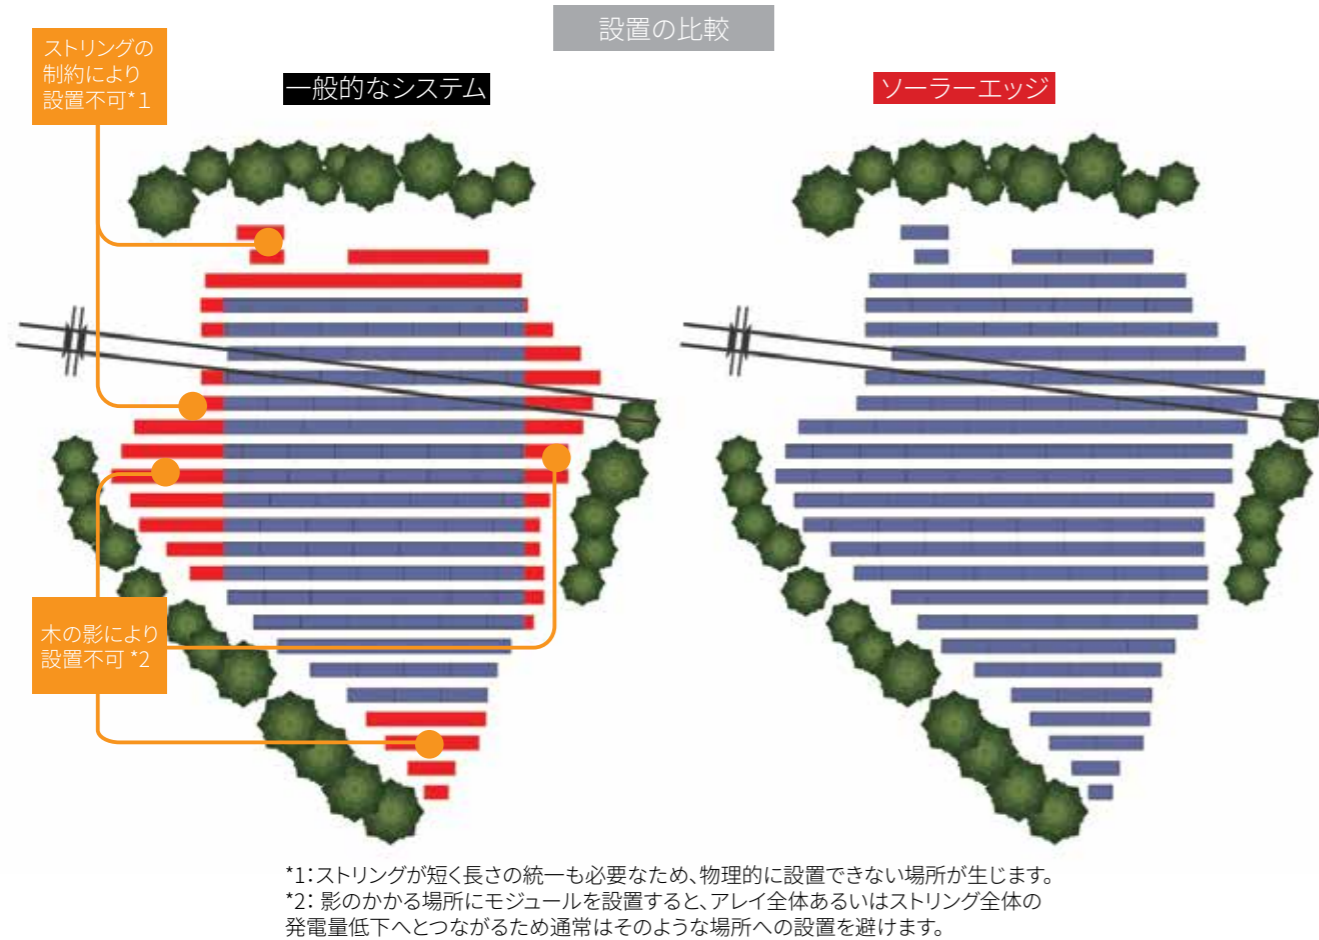 設置の比較
ストリングの
制約により
設置不可*1
一般的なシステム
ソーラーエッジ
木の影により
設置不可 *2
*1：ストリングが短く長さの統一も必要なため、物理的に設置できない場所が生じます。
*2： 影のかかる場所にモジュールを設置すると、アレイ全体あるいはストリング全体の
発電量低下へとつながるため通常はそのような場所への設置を避けます。